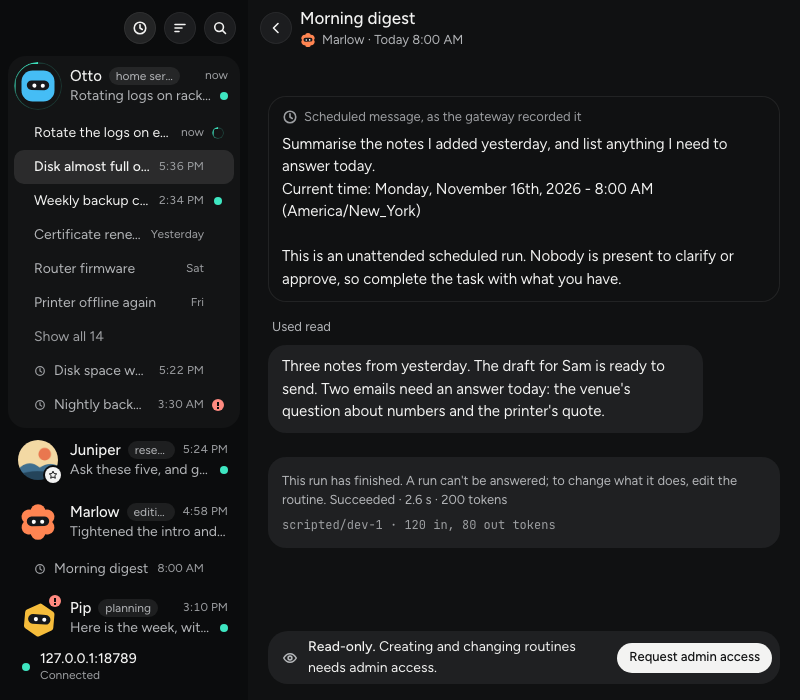 Otto home ser... now
Rotating logs on rack...
Rotate the logs on e... now
Disk almost full o... 5:36 PM
Weekly backup c... 2:34 PM
Certificate rene... Yesterday
Router firmware Sat
Printer offline again Fri
Show all 14
Disk space w... 5:22 PM
Nightly back... 3:30 AM
Juniper rese... 5:24 PM
Ask these five, and g...
Marlow editi... 4:58 PM
Tightened the intro and...
Morning digest 8:00 AM
Pip planning 3:10 PM
Here is the week, wit...
127.0.0.1:18789
Connected
Morning digest
Marlow · Today 8:00 AM
Scheduled message, as the gateway recorded it
Summarise the notes I added yesterday, and list anything I need to
answer today.
Current time: Monday, November 16th, 2026 - 8:00 AM
(America/New_York)
This is an unattended scheduled run. Nobody is present to clarify or
approve, so complete the task with what you have.
Used read
Three notes from yesterday. The draft for Sam is ready to
send. Two emails need an answer today: the venue's
question about numbers and the printer's quote.
This run has finished. A run can't be answered; to change what it does, edit the
routine. Succeeded · 2.6 s · 200 tokens
scripted/dev-1 · 120 in, 80 out tokens
Read-only. Creating and changing routines
needs admin access.
Request admin access